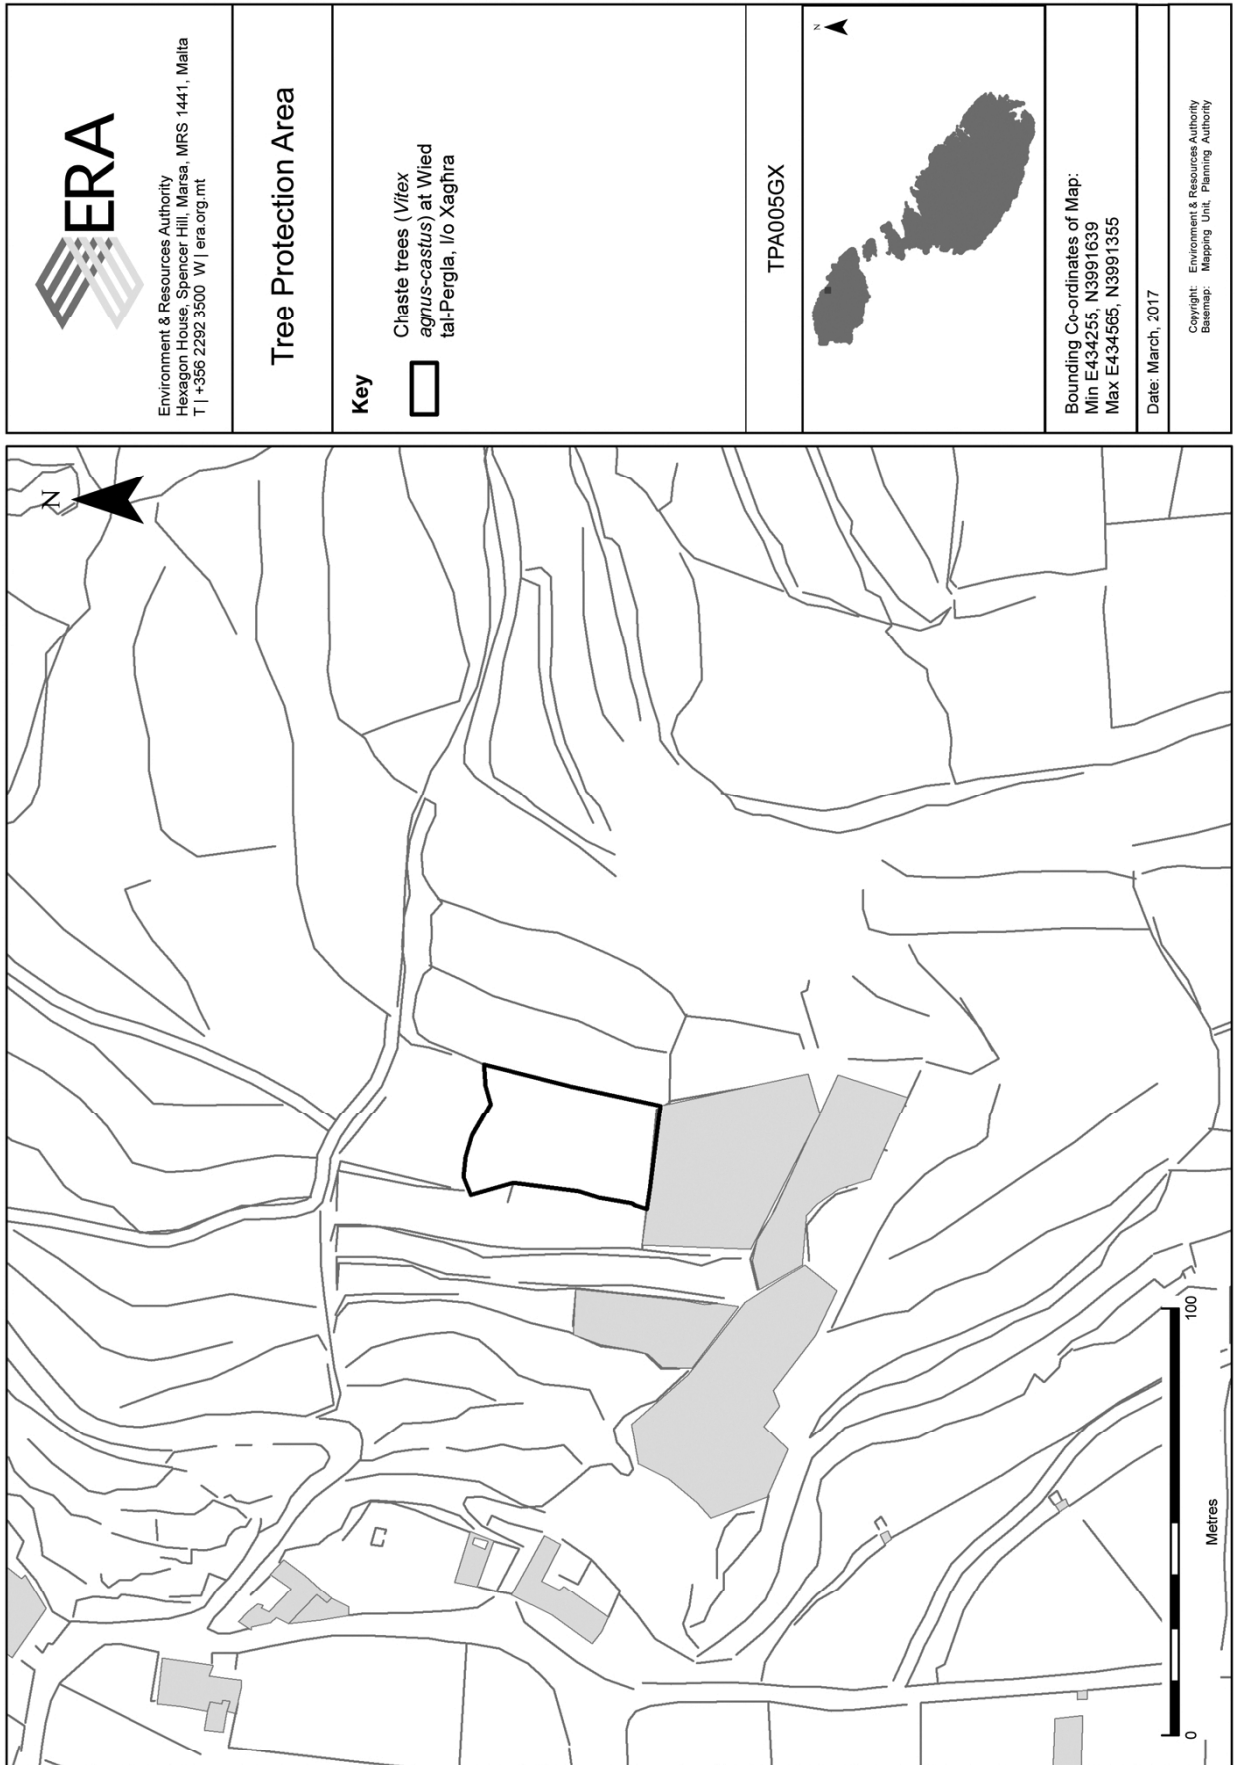 ERA
Environment & Resources Authority
Hexagon House, Spencer Hill, Marsa, MRS 1441, Malta
T | +356 2292 3500 W | era.org.mt
Tree Protection Area
Key
Chaste trees (Vitex
agnus-castus) at Wied
tal-Pergla, l/o Xagħra
TPA005GX
N
Bounding Co-ordinates of Map:
Min E434255, N3991639
Max E434565, N3991355
Date: March, 2017
Copyright: Environment & Resources Authority
Basemap: Mapping Unit, Planning Authority
N
0
100
Metres